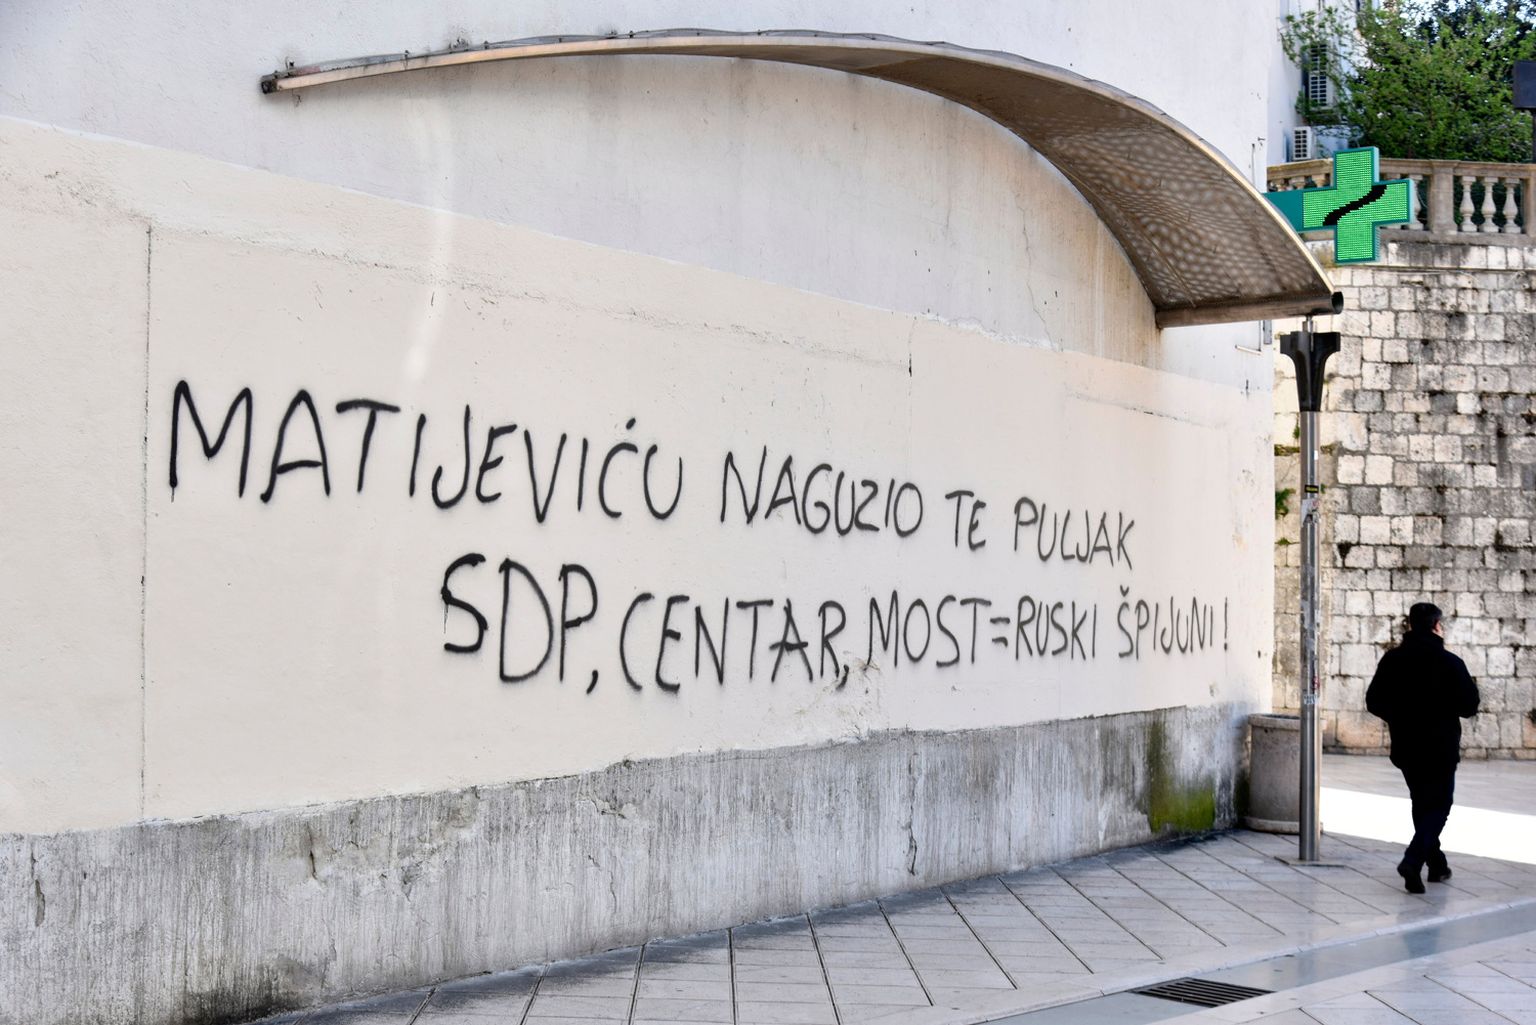 MATIJEVIĆU NAGUZIO TE PULJAK
SDP, CENTAR, MOST=RUSKI ŠPIJUNI!